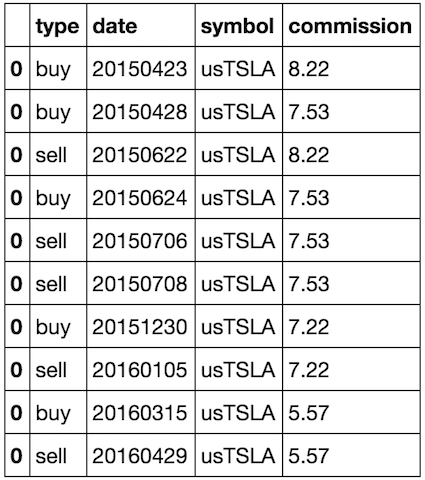 type date symbol commission
0 buy 20150423 usTSLA 8.22
0 buy 20150428 usTSLA 7.53
0 sell 20150622 usTSLA 8.22
0 buy 20150624 usTSLA 7.53
0 sell 20150706 usTSLA 7.53
0 sell 20150708 usTSLA 7.53
0 buy 20151230 usTSLA 7.22
0 sell 20160105 usTSLA 7.22
0 buy 20160315 usTSLA 5.57
0 sell 20160429 usTSLA 5.57